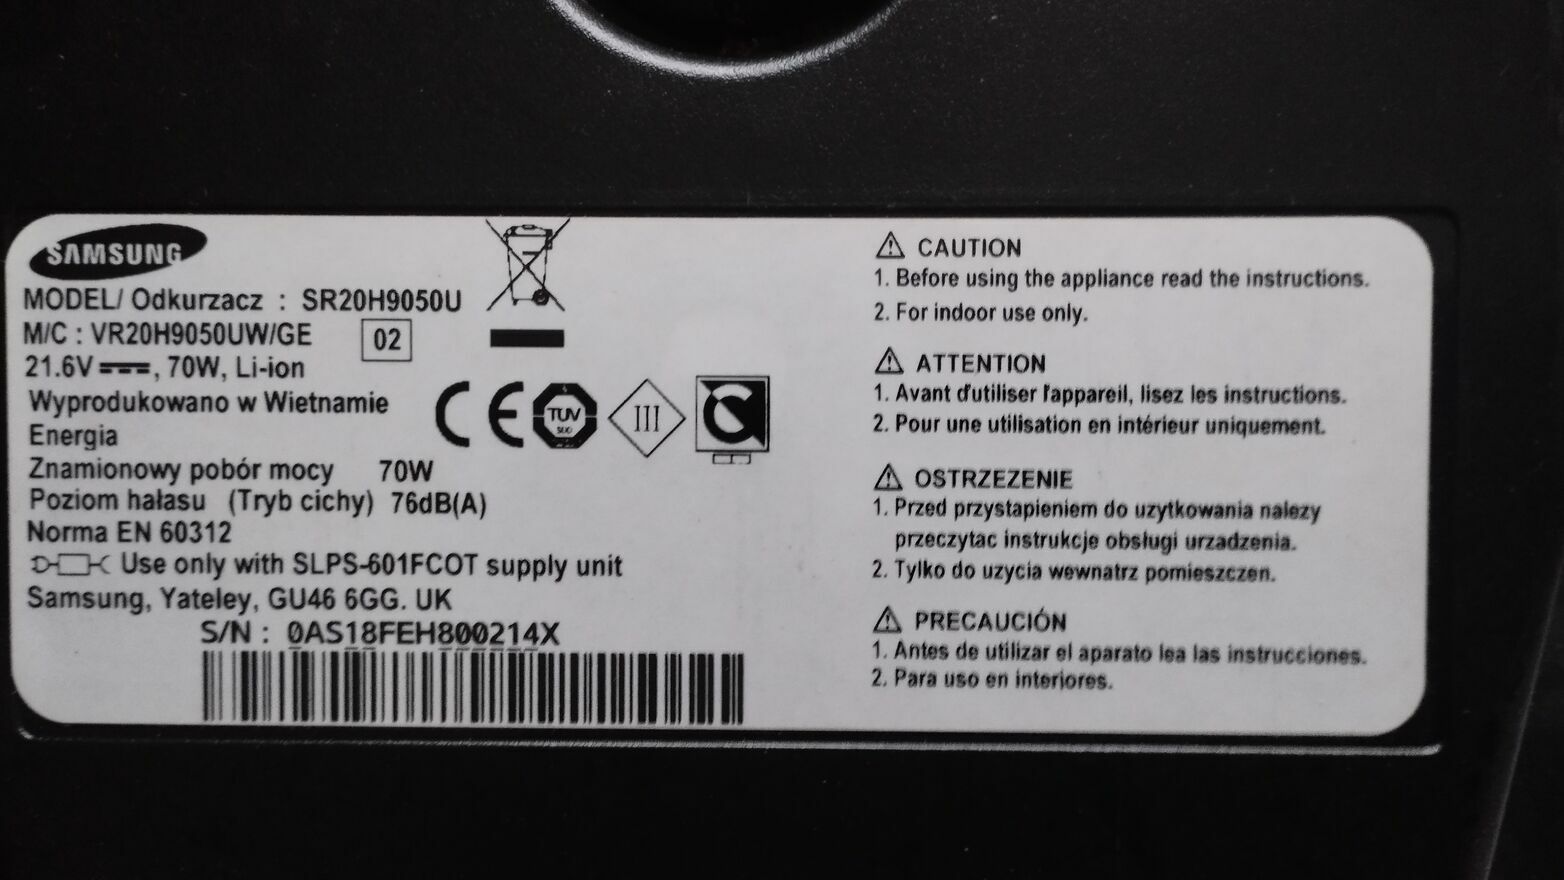 SAMSUNG
MODEL/ Odkurzacz : SR20H9050U
M/C : VR20H9050UW/GE 02
21.6V ⎓, 70W, Li-ion
Wyprodukowano w Wietnamie
Energia
Znamionowy pobór mocy 70W
Poziom hałasu (Tryb cichy) 76dB(A)
Norma EN 60312
Use only with SLPS-601FCOT supply unit
Samsung, Yateley, GU46 6GG. UK
S/N : 0AS18FEH800214X
CE TUV SUD III
⚠ CAUTION
1. Before using the appliance read the instructions.
2. For indoor use only.
⚠ ATTENTION
1. Avant d'utiliser l'appareil, lisez les instructions.
2. Pour une utilisation en intérieur uniquement.
⚠ OSTRZEZENIE
1. Przed przystapieniem do uzytkowania nalezy
przeczytac instrukcje obsługi urzadzenia.
2. Tylko do uzycia wewnatrz pomieszczen.
⚠ PRECAUCIÓN
1. Antes de utilizar el aparato lea las instrucciones.
2. Para uso en interiores.